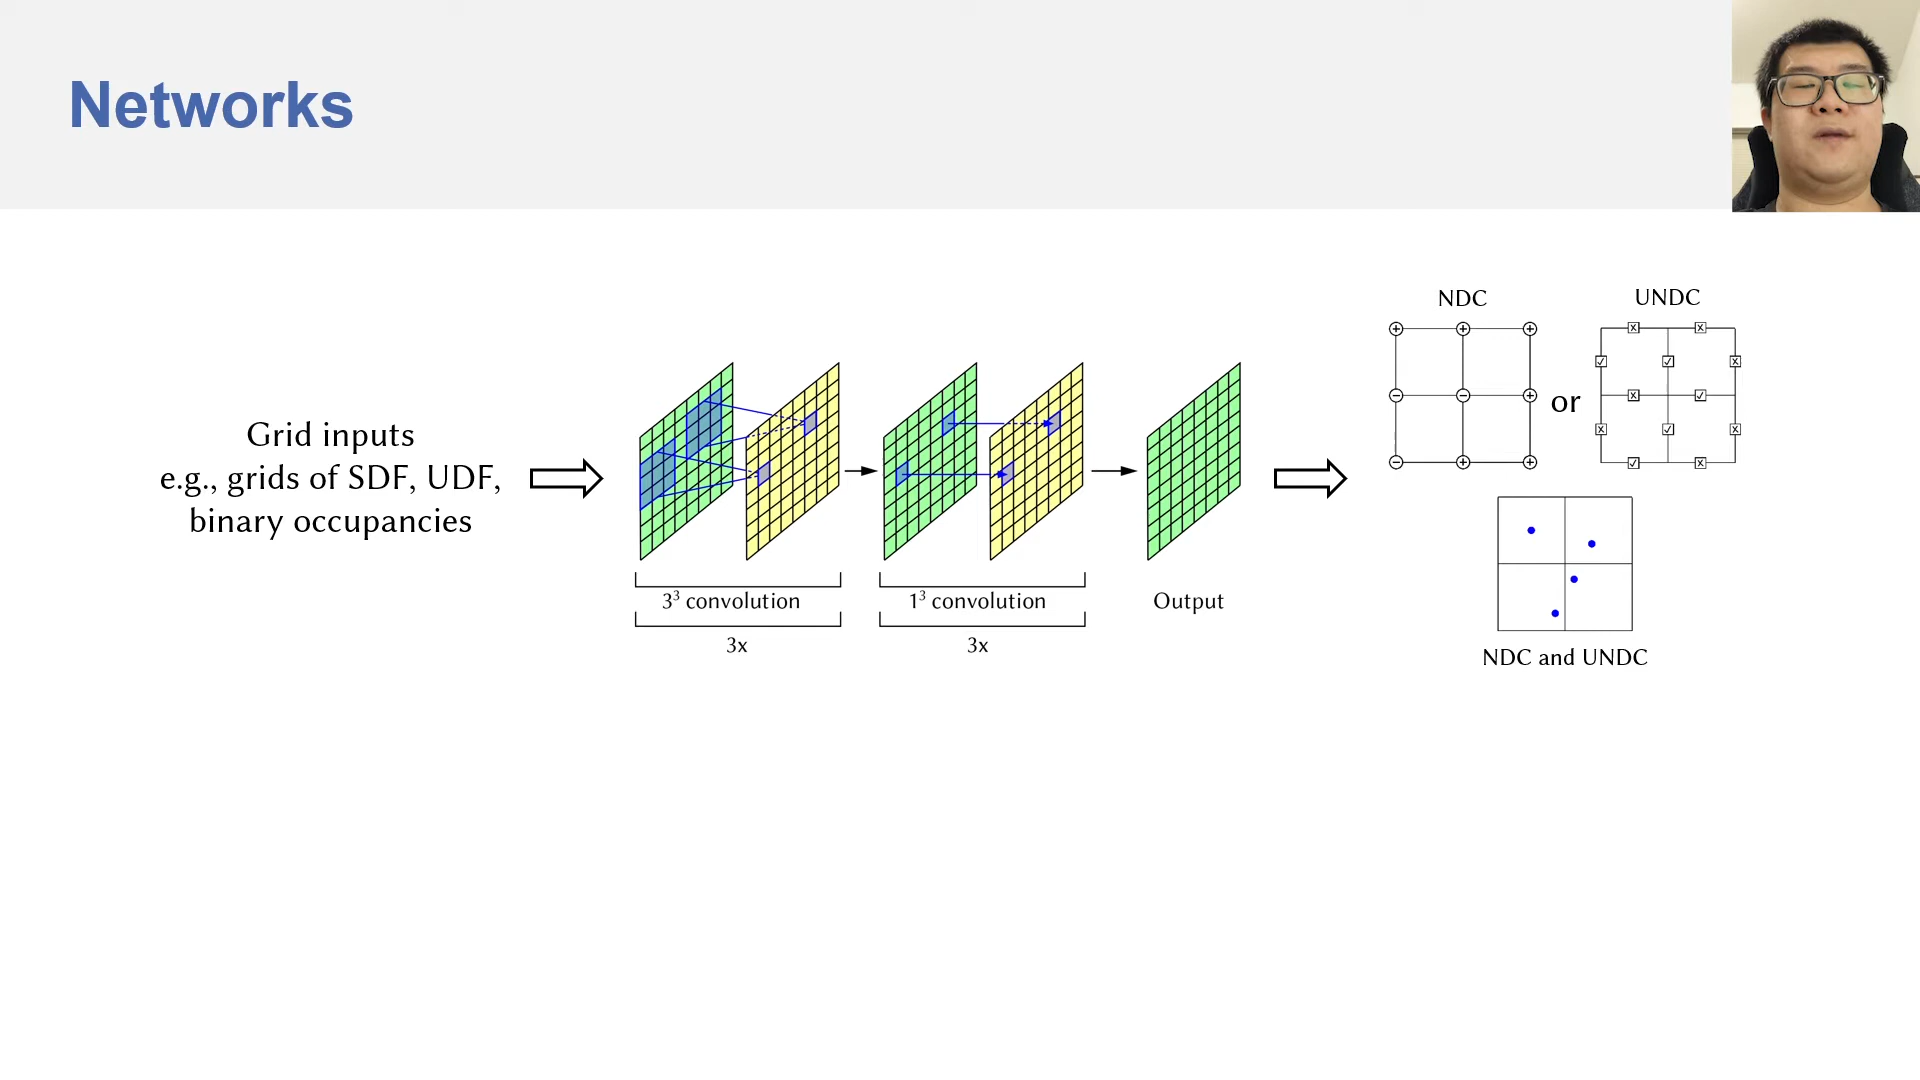 Networks
Grid inputs
e.g., grids of SDF, UDF,
binary occupancies
3³ convolution
3x
1³ convolution
3x
Output
NDC
or
UNDC
NDC and UNDC